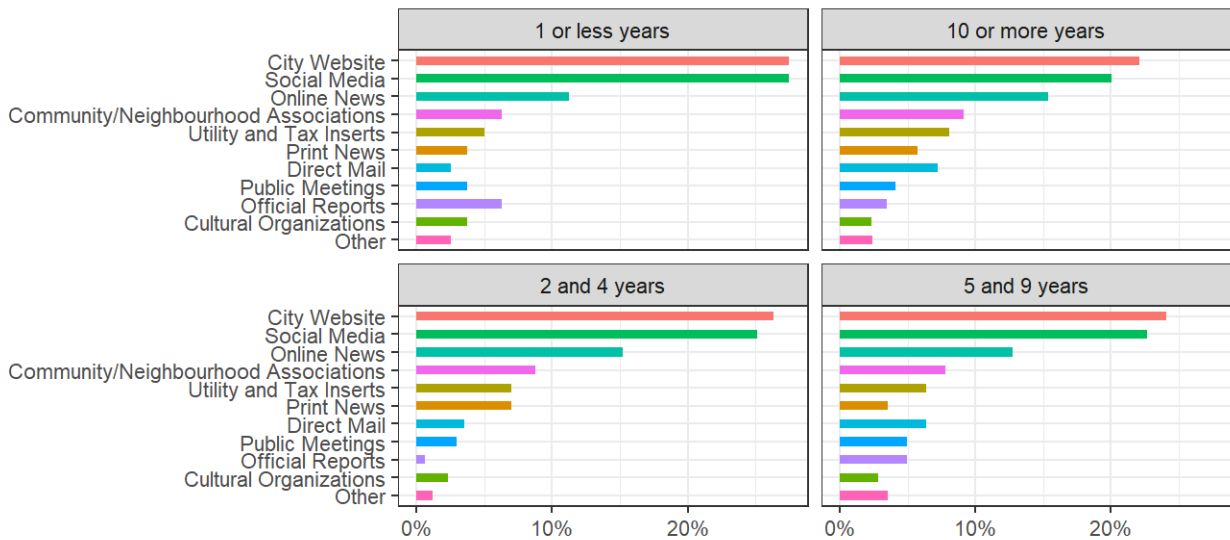 1 or less years
10 or more years
City Website
Social Media
Online News
Community/Neighbourhood Associations
Utility and Tax Inserts
Print News
Direct Mail
Public Meetings
Official Reports
Cultural Organizations
Other
2 and 4 years
5 and 9 years
City Website
Social Media
Online News
Community/Neighbourhood Associations
Utility and Tax Inserts
Print News
Direct Mail
Public Meetings
Official Reports
Cultural Organizations
Other
0% 10% 20%
0% 10% 20%